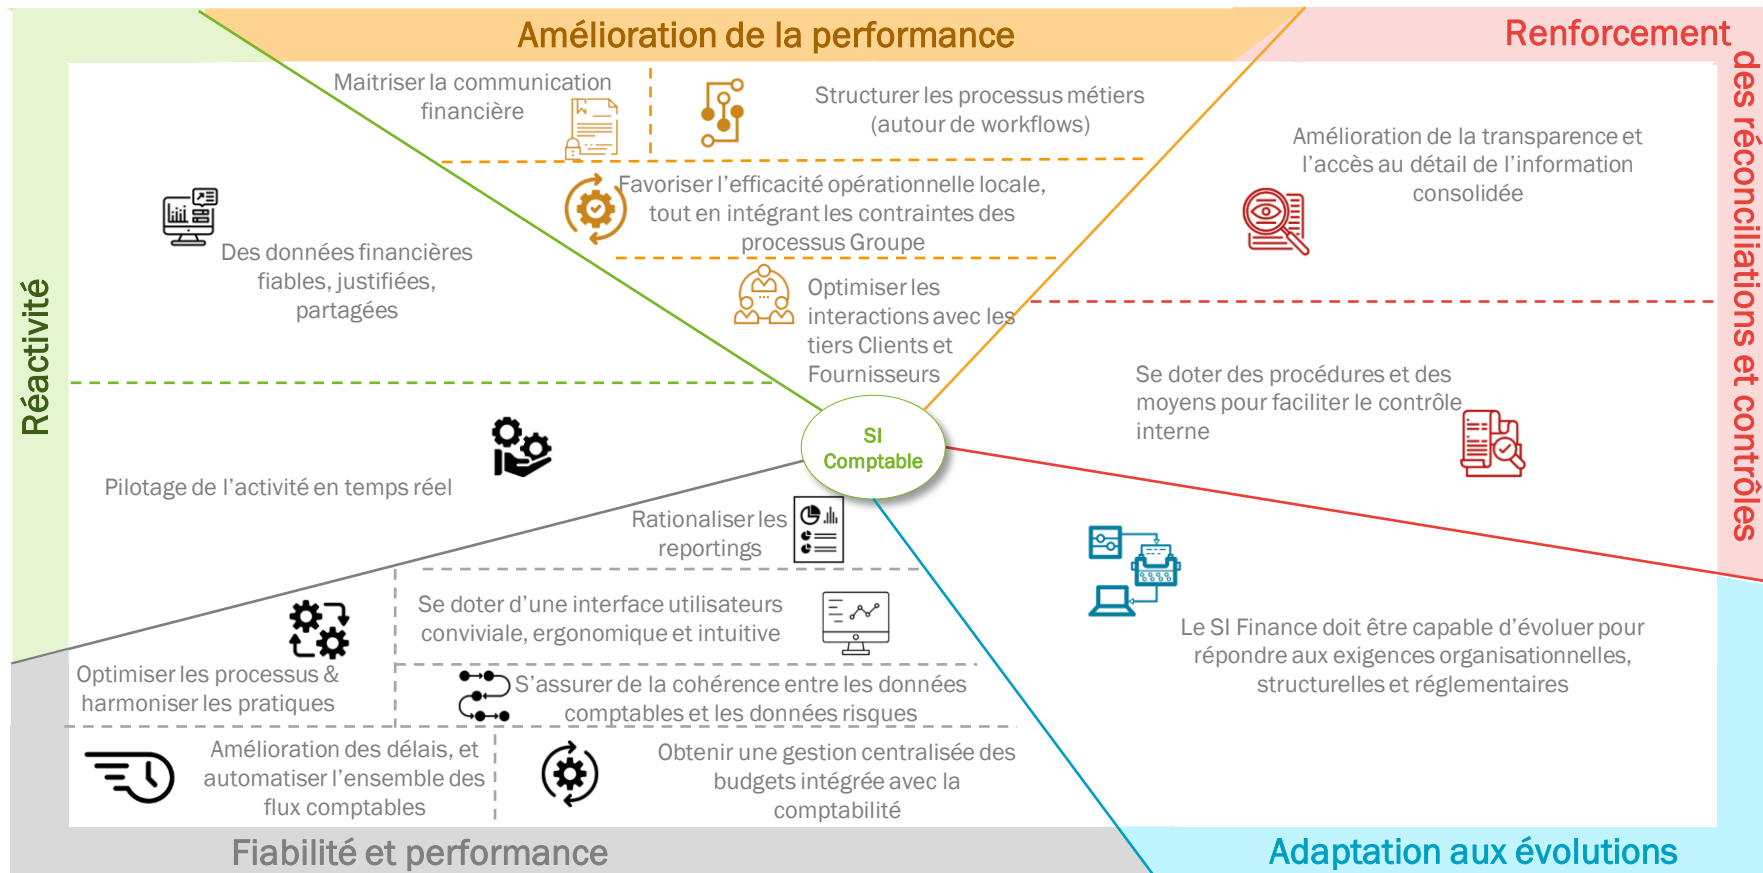 Amélioration de la performance
Renforcement
des réconciliations et contrôles
Réactivité
Maitriser la communication
financière
Structurer les processus métiers
(autour de workflows)
Favoriser l'efficacité opérationnelle locale,
tout en intégrant les contraintes des
processus Groupe
Optimiser les
interactions avec les
tiers Clients et
Fournisseurs
Amélioration de la transparence et
l'accès au détail de l'information
consolidée
Se doter des procédures et des
moyens pour faciliter le contrôle
interne
Des données financières
fiables, justifiées,
partagées
Pilotage de l'activité en temps réel
SI
Comptable
Rationaliser les
reportings
Se doter d'une interface utilisateurs
conviviale, ergonomique et intuitive
Optimiser les processus &
harmoniser les pratiques
S'assurer de la cohérence entre les données
comptables et les données risques
Amélioration des délais, et
automatiser l'ensemble des
flux comptables
Obtenir une gestion centralisée des
budgets intégrée avec la
comptabilité
Le SI Finance doit être capable d'évoluer pour
répondre aux exigences organisationnelles,
structurelles et réglementaires
Fiabilité et performance
Adaptation aux évolutions